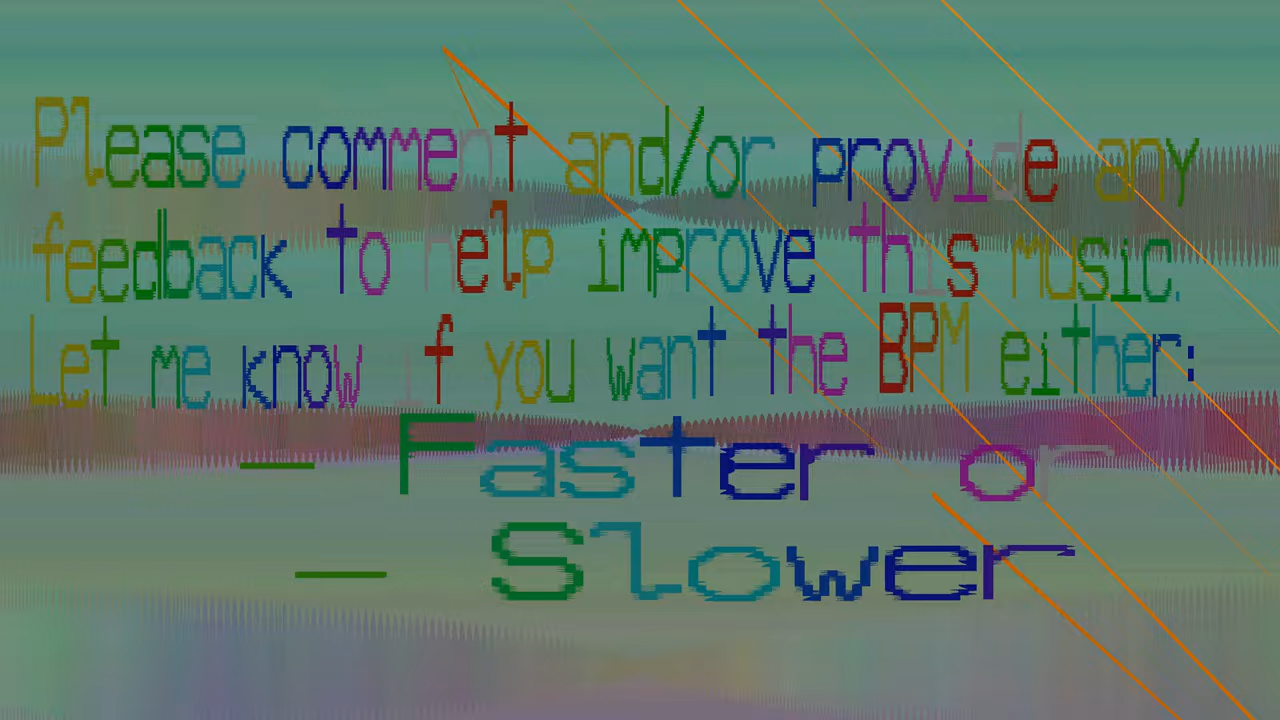 Please comment and/or provide any
feedback to help improve this music.
Let me know if you want the BPM either:
- Faster or
- Slower